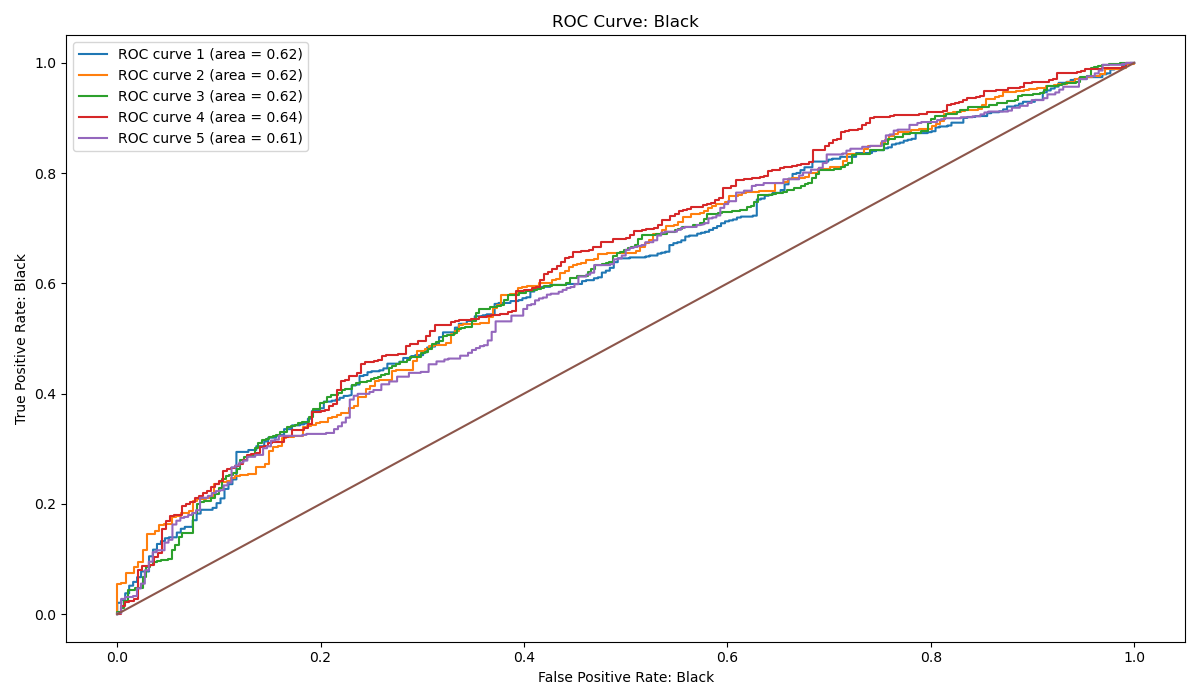 ROC Curve: Black
ROC curve 1 (area = 0.62)
ROC curve 2 (area = 0.62)
ROC curve 3 (area = 0.62)
ROC curve 4 (area = 0.64)
ROC curve 5 (area = 0.61)
True Positive Rate: Black
1.0
0.8
0.6
0.4
0.2
0.0
0.0 0.2 0.4 0.6 0.8 1.0
False Positive Rate: Black